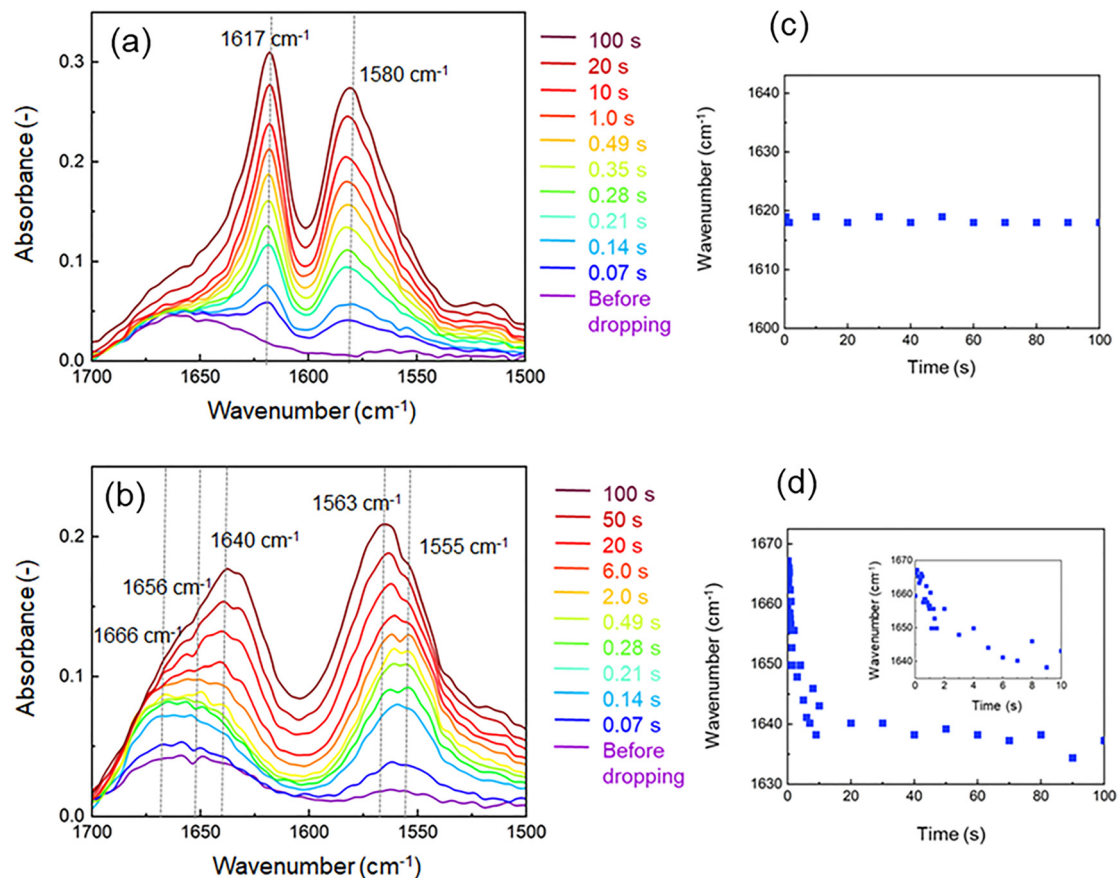 (a)
1617 cm⁻¹
1580 cm⁻¹
0.3
0.2
0.1
0.0
Absorbance (-)
1700
1650
1600
1550
1500
Wavenumber (cm⁻¹)
100 s
20 s
10 s
1.0 s
0.49 s
0.35 s
0.28 s
0.21 s
0.14 s
0.07 s
Before
dropping
(c)
1640
1630
1620
1610
1600
Wavenumber (cm⁻¹)
0
20
40
60
80
100
Time (s)
(b)
1563 cm⁻¹
1640 cm⁻¹
1555 cm⁻¹
1656 cm⁻¹
1666 cm⁻¹
0.2
0.1
0.0
Absorbance (-)
1700
1650
1600
1550
1500
Wavenumber (cm⁻¹)
100 s
50 s
20 s
6.0 s
2.0 s
0.49 s
0.28 s
0.21 s
0.14 s
0.07 s
Before
dropping
(d)
1670
1660
1650
1640
1630
Wavenumber (cm⁻¹)
0
20
40
60
80
100
Time (s)
1670
1660
1650
1640
Wavenumber (cm⁻¹)
0
2
4
6
8
10
Time (s)